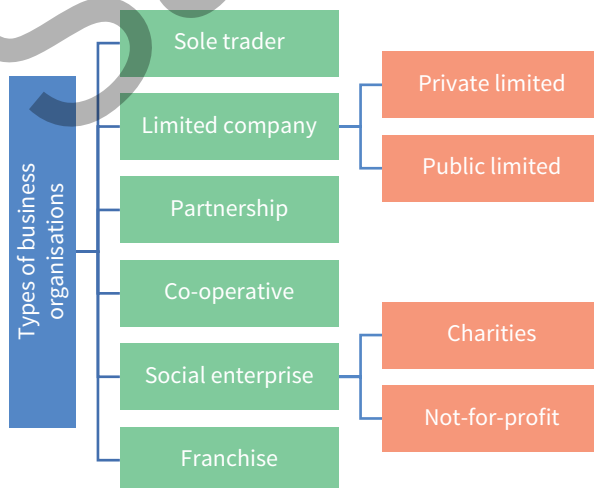 Types of business
organisations
Sole trader
Limited company
Private limited
Public limited
Partnership
Co-operative
Social enterprise
Charities
Not-for-profit
Franchise